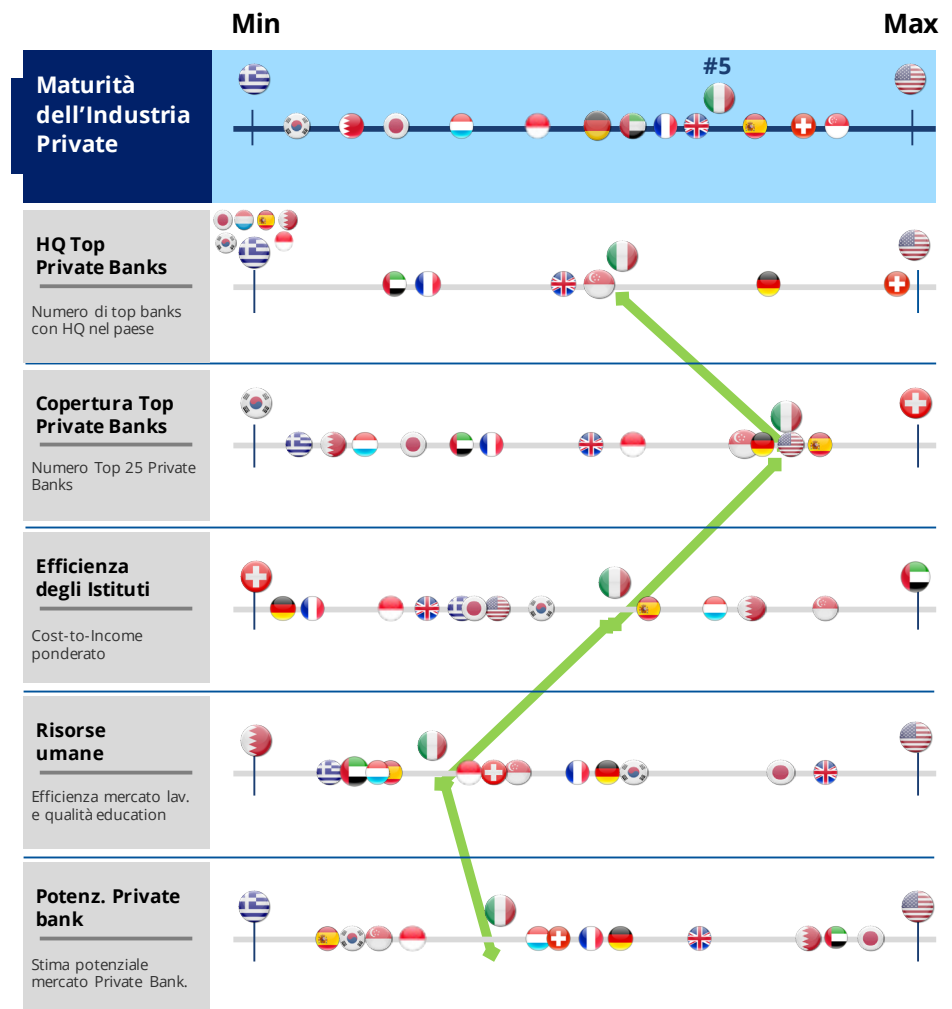 Min
Max
Maturità
dell’Industria
Private
#5
HQ Top
Private Banks
Numero di top banks
con HQ nel paese
Copertura Top
Private Banks
Numero Top 25 Private
Banks
Efficienza
degli Istituti
Cost-to-Income
ponderato
Risorse
umane
Efficienza mercato lav.
e qualità education
Potenz. Private
bank
Stima potenziale
mercato Private Bank.